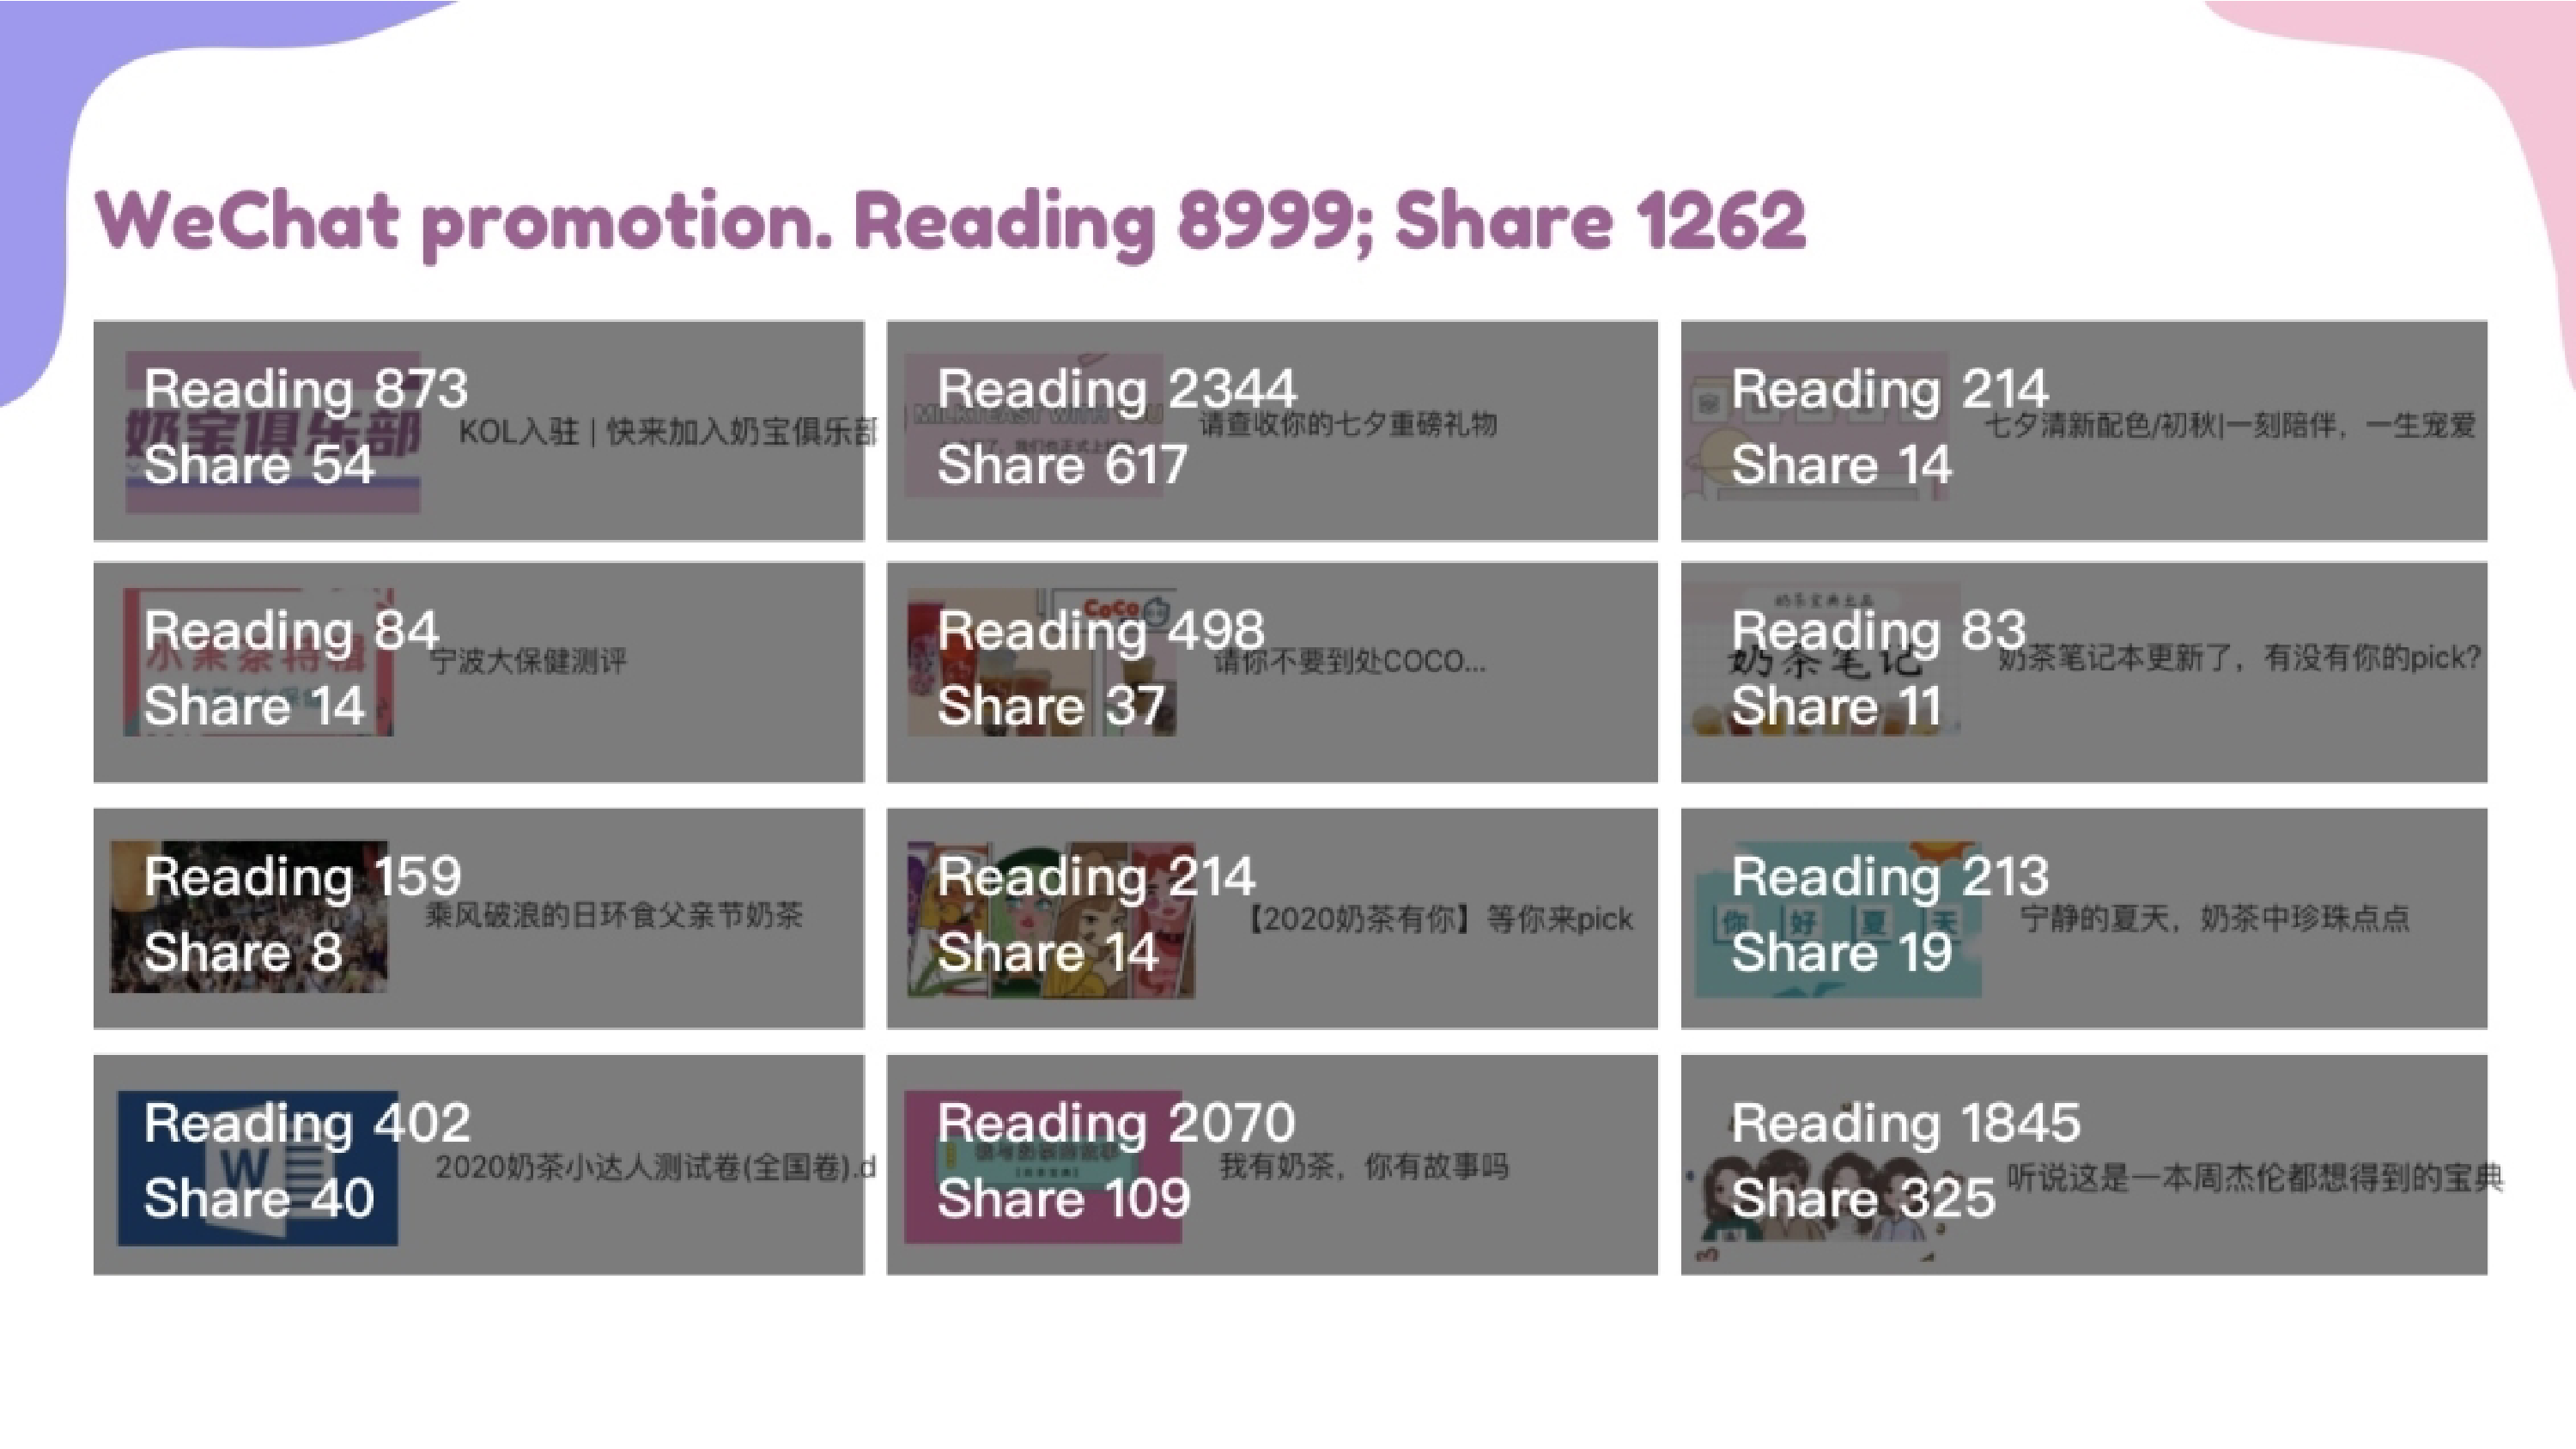 WeChat promotion. Reading 8999; Share 1262
Reading 873
奶宝俱乐部
KOL入驻 | 快来加入奶宝俱乐部
Share 54
Reading 2344
MILKTEAST WITH YOU
请查收你的七夕重磅礼物
Share 617
Reading 214
七夕清新配色/初秋|一刻陪伴，一生宠爱
Share 14
Reading 84
宁波大保健测评
Share 14
CoCo
Reading 498
请你不要到处COCO...
Share 37
奶茶宝典出品
Reading 83
奶茶笔记
奶茶笔记本更新了，有没有你的pick?
Share 11
Reading 159
乘风破浪的日环食父亲节奶茶
Share 8
Reading 214
【2020奶茶有你】等你来pick
Share 14
Reading 213
你好夏天
宁静的夏天，奶茶中珍珠点点
Share 19
Reading 402
W
2020奶茶小达人测试卷(全国卷).d
Share 40
Reading 2070
我有奶茶，你有故事吗
Share 109
Reading 1845
听说这是一本周杰伦都想得到的宝典
Share 325